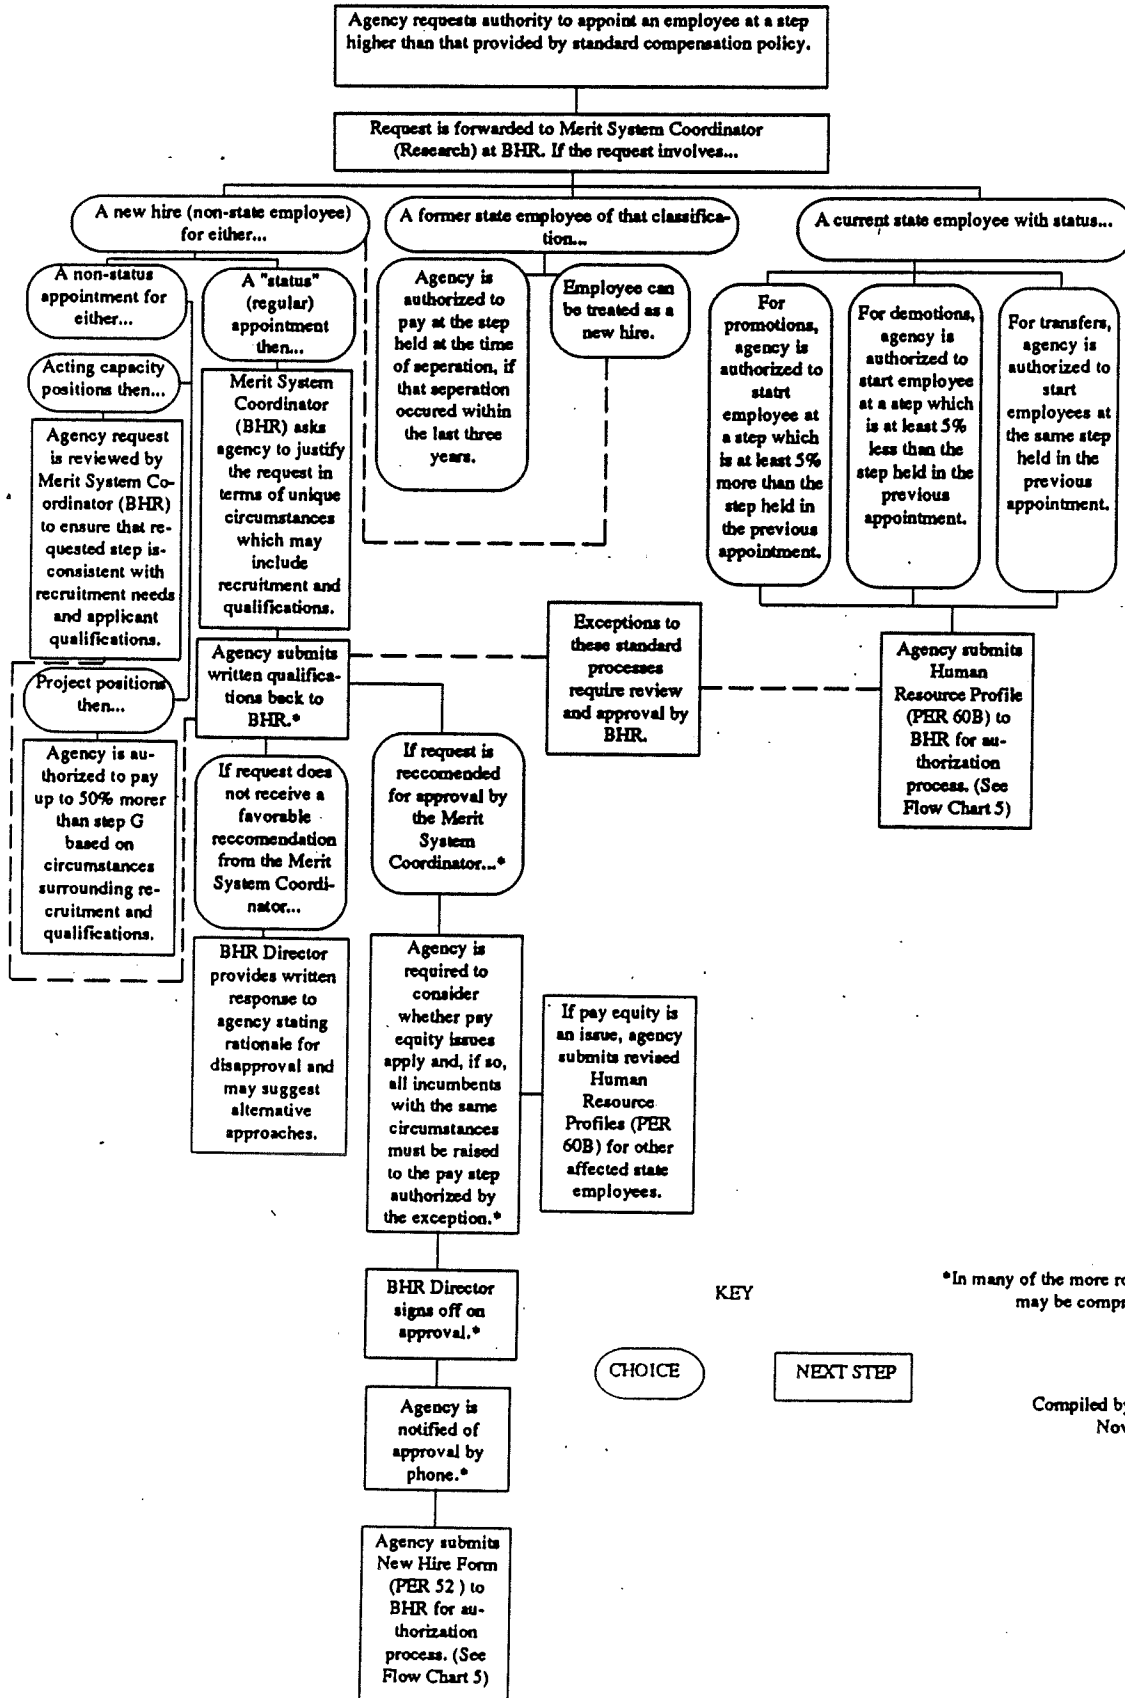 Agency requests authority to appoint an employee at a step
higher than that provided by standard compensation policy.
Request is forwarded to Merit System Coordinator
(Research) at BHR. If the request involves...
A new hire (non-state employee)
for either...
A former state employee of that classifica-
tion...
A current state employee with status...
A non-status
appointment for
either...
A "status"
(regular)
appointment
then...
Agency is
authorized to
pay at the step
held at the time
of seperation, if
that seperation
occured within
the last three
years.
Employee can
be treated as a
new hire.
For
promotions,
agency is
authorized to
statrt
employee at
a step which
is at least 5%
more than the
step held in
the previous
appointment.
For demotions,
agency is
authorized to
start employee
at a step which
is at least 5%
less than the
step held in the
previous
appointment.
For transfers,
agency is
authorized to
start
employees at
the same step
held in the
previous
appointment.
Acting capacity
positions then...
Agency request
is reviewed by
Merit System Co-
ordinator (BHR)
to ensure that re-
quested step is-
consistent with
recruitment needs
and applicant
qualifications.
Merit System
Coordinator
(BHR) asks
agency to justify
the request in
terms of unique
circumstances
which may
include
recruitment and
qualifications.
Project positions
then...
Agency is au-
thorized to pay
up to 50% morer
than step G
based on
circumstances
surrounding re-
cruitment and
qualifications.
Agency submits
written qualifica-
tions back to
BHR.*
Exceptions to
these standard
processes
require review
and approval by
BHR.
Agency submits
Human
Resource Profile
(PER 60B) to
BHR for au-
thorization
process. (See
Flow Chart 5)
If request does
not receive a
favorable
reccomendation
from the Merit
System Coordi-
nator...
If request is
reccomended
for approval by
the Merit
System
Coordinator...*
BHR Director
provides written
response to
agency stating
rationale for
disapproval and
may suggest
alternative
approaches.
Agency is
required to
consider
whether pay
equity issues
apply and, if so,
all incumbents
with the same
circumstances
must be raised
to the pay step
authorized by
the exception.*
If pay equity is
an issue, agency
submits revised
Human
Resource
Profiles (PER
60B) for other
affected state
employees.
BHR Director
signs off on
approval.*
Agency is
notified of
approval by
phone.*
Agency submits
New Hire Form
(PER 52 ) to
BHR for au-
thorization
process. (See
Flow Chart 5)
KEY
CHOICE
NEXT STEP
*In many of the more
may be
Compiled by